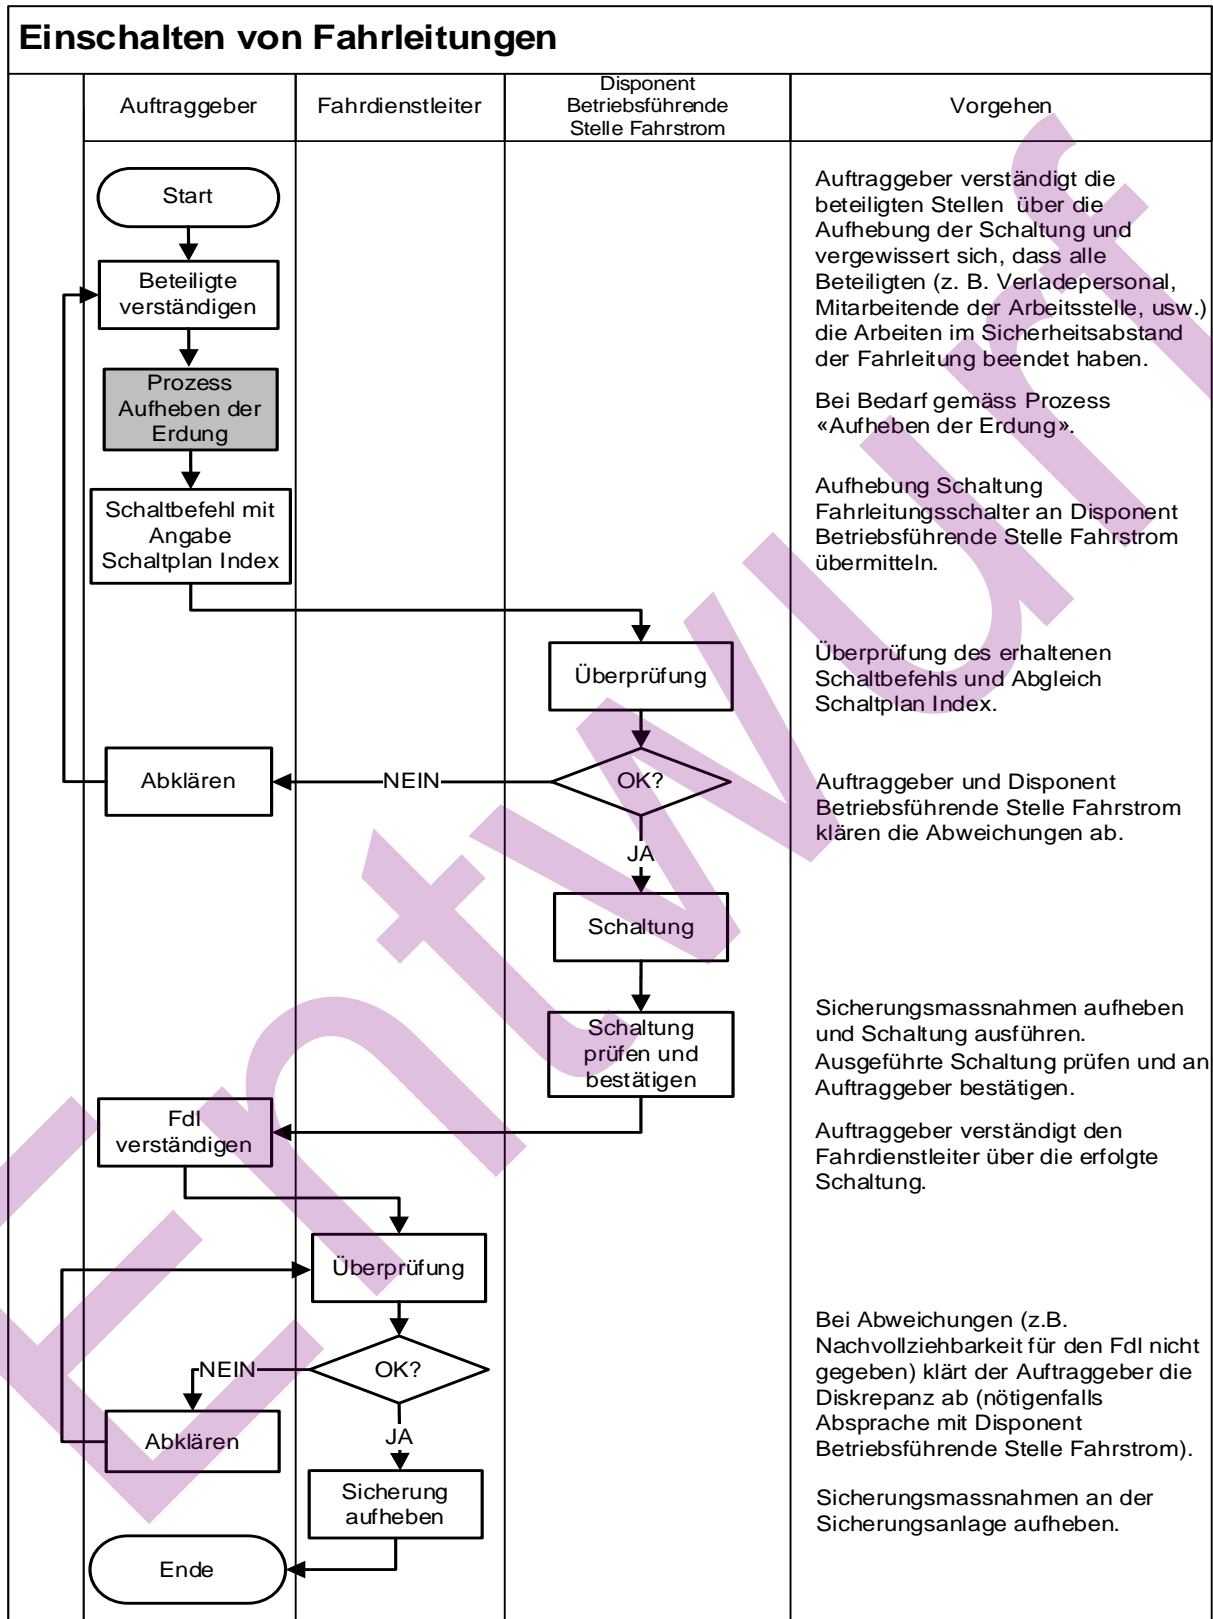 Einschalten von Fahrleitungen
Auftraggeber
Fahrdienstleiter
Disponent
Betriebsführende
Stelle Fahrstrom
Vorgehen
Start
Auftraggeber verständigt die
beteiligten Stellen über die
Aufhebung der Schaltung und
vergewissert sich, dass alle
Beteiligten (z. B. Verladepersonal,
Mitarbeitende der Arbeitsstelle, usw.)
die Arbeiten im Sicherheitsabstand
der Fahrleitung beendet haben.
Beteiligte
verständigen
Prozess
Aufheben der
Erdung
Bei Bedarf gemäss Prozess
«Aufheben der Erdung».
Schaltbefehl mit
Angabe
Schaltplan Index
Aufhebung Schaltung
Fahrleitungsschalter an Disponent
Betriebsführende Stelle Fahrstrom
übermitteln.
Überprüfung
Überprüfung des erhaltenen
Schaltbefehls und Abgleich
Schaltplan Index.
Abklären
NEIN
OK?
Auftraggeber und Disponent
Betriebsführende Stelle Fahrstrom
klären die Abweichungen ab.
JA
Schaltung
Schaltung
prüfen und
bestätigen
Sicherungsmassnahmen aufheben
und Schaltung ausführen.
Ausgeführte Schaltung prüfen und an
Auftraggeber bestätigen.
Fdl
verständigen
Auftraggeber verständigt den
Fahrdienstleiter über die erfolgte
Schaltung.
Überprüfung
NEIN
OK?
Bei Abweichungen (z.B.
Nachvollziehbarkeit für den Fdl nicht
gegeben) klärt der Auftraggeber die
Diskrepanz ab (nötigenfalls
Absprache mit Disponent
Betriebsführende Stelle Fahrstrom).
Abklären
JA
Sicherung
aufheben
Sicherungsmassnahmen an der
Sicherungsanlage aufheben.
Ende
Entwurf